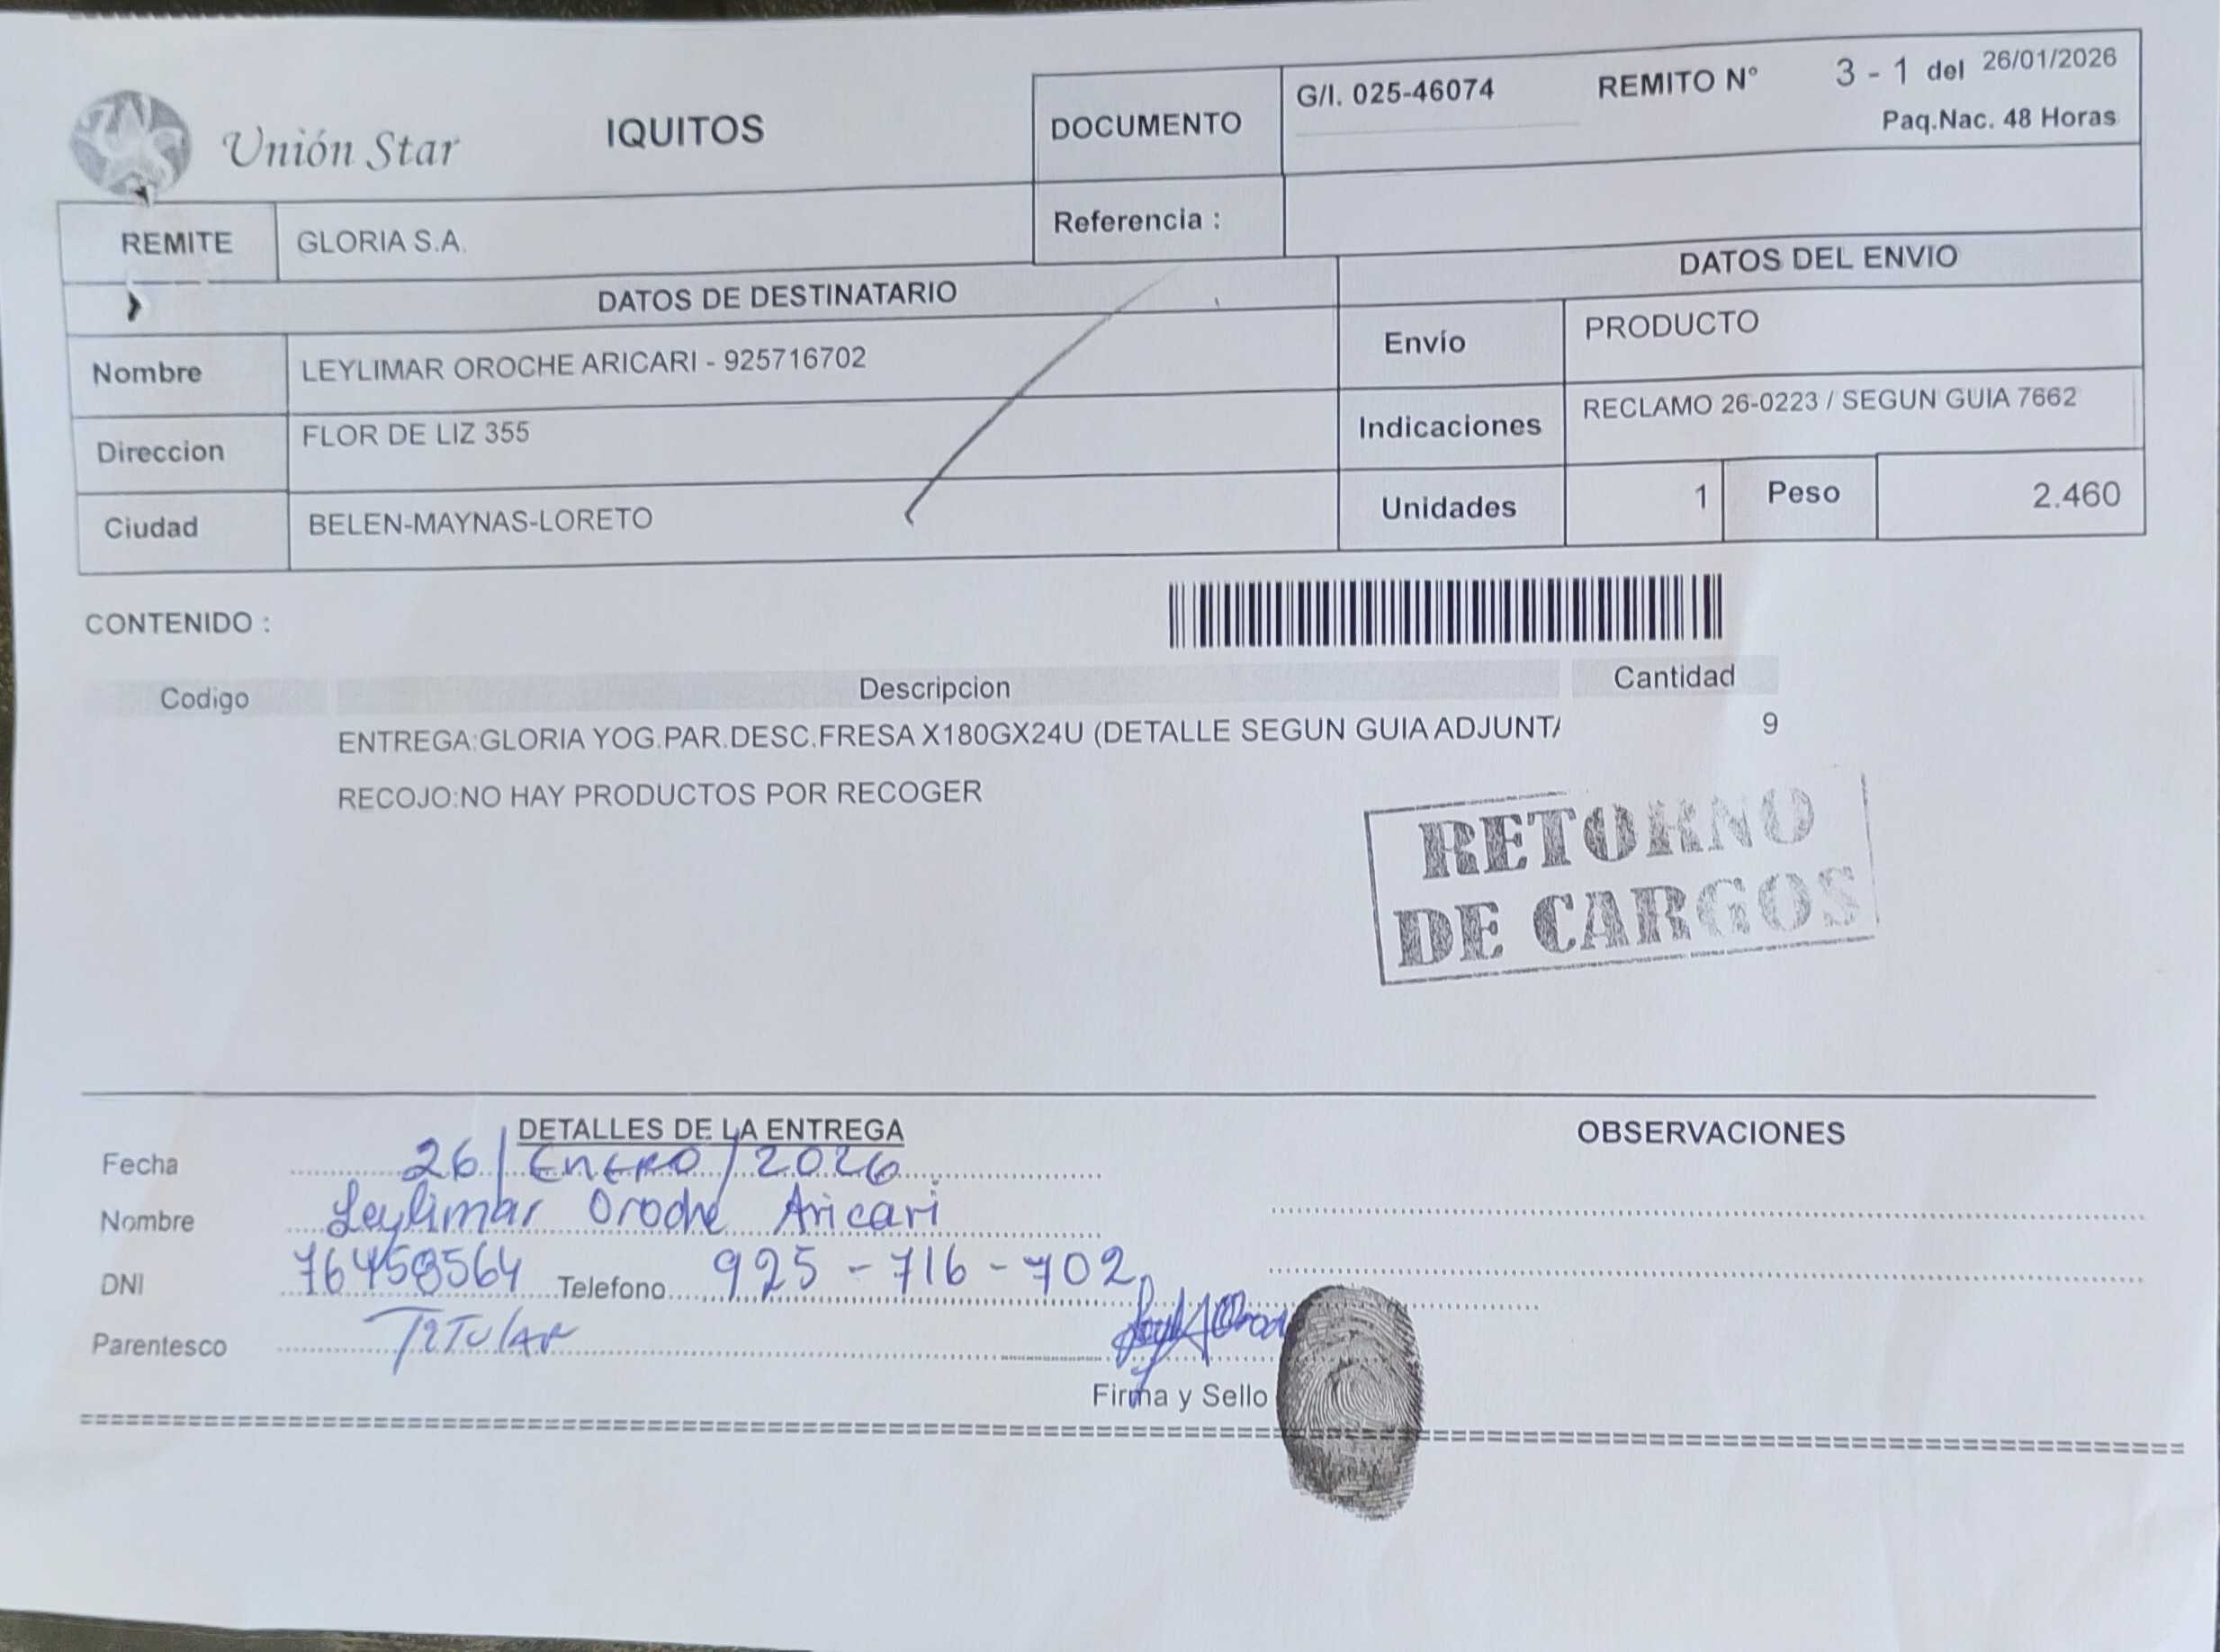 Unión Star
IQUITOS
DOCUMENTO
G/I. 025-46074
REMITO N° 3 - 1 del 26/01/2026
Paq.Nac. 48 Horas
REMITE GLORIA S.A.
Referencia :
DATOS DE DESTINATARIO
DATOS DEL ENVIO
Nombre LEYLIMAR OROCHE ARICARI - 925716702
Envío PRODUCTO
Direccion FLOR DE LIZ 355
Indicaciones RECLAMO 26-0223 / SEGUN GUIA 7662
Ciudad BELEN-MAYNAS-LORETO
Unidades 1 Peso 2.460
CONTENIDO :
Codigo Descripcion Cantidad
ENTREGA:GLORIA YOG.PAR.DESC.FRESA X180GX24U (DETALLE SEGUN GUIA ADJUNTA 9
RECOJO:NO HAY PRODUCTOS POR RECOGER
RETORNO
DE CARGOS
DETALLES DE LA ENTREGA
OBSERVACIONES
Fecha 26/Enero/2026
Nombre Leylimar Oroche Aricari
DNI 76458564 Telefono 925-716-702
Parentesco TITULAR
Firma y Sello